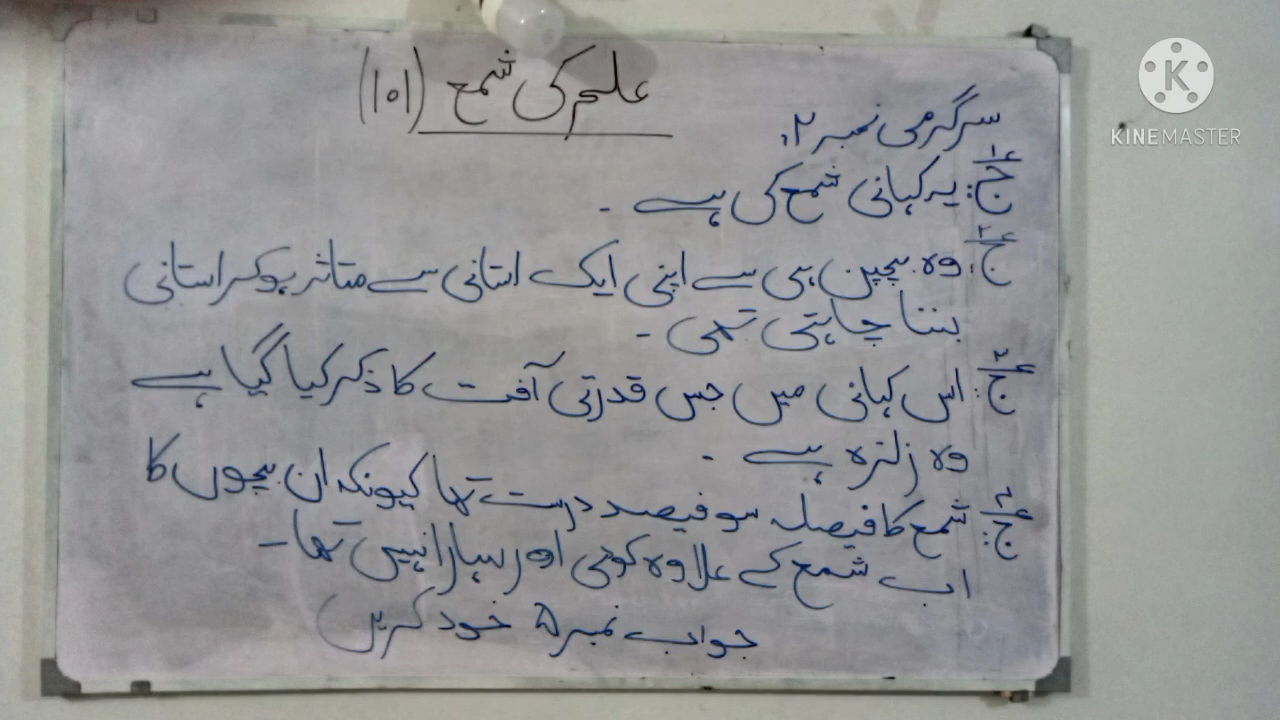 علم کی شمع (۱۰۱)
سرگرمی نمبر ۲:
ج۱: یہ کہانی شمع کی ہے۔
ج۲: وہ بچپن ہی سے اپنی ایک استانی سے متاثر ہو کر استانی
بننا چاہتی تھی۔
ج۳: اس کہانی میں جس قدرتی آفت کا ذکر کیا گیا ہے
وہ زلزلہ ہے۔
ج۴: شمع کا فیصلہ سو فیصد درست تھا کیونکہ ان بچوں کا
اب شمع کے علاوہ کوئی اور سہارا نہیں تھا۔
جواب نمبر ۵ خود کریں
K
KINEMASTER